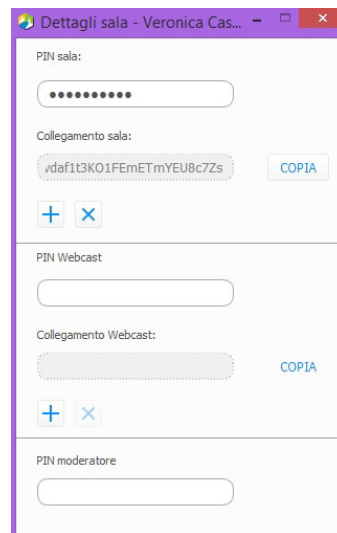 Dettagli sala - Veronica Cas...
PIN sala:
••••••••••
Collegamento sala:
vdaf1t3KO1FEmETmYEU8c7Zs
COPIA
PIN Webcast
Collegamento Webcast:
COPIA
PIN moderatore